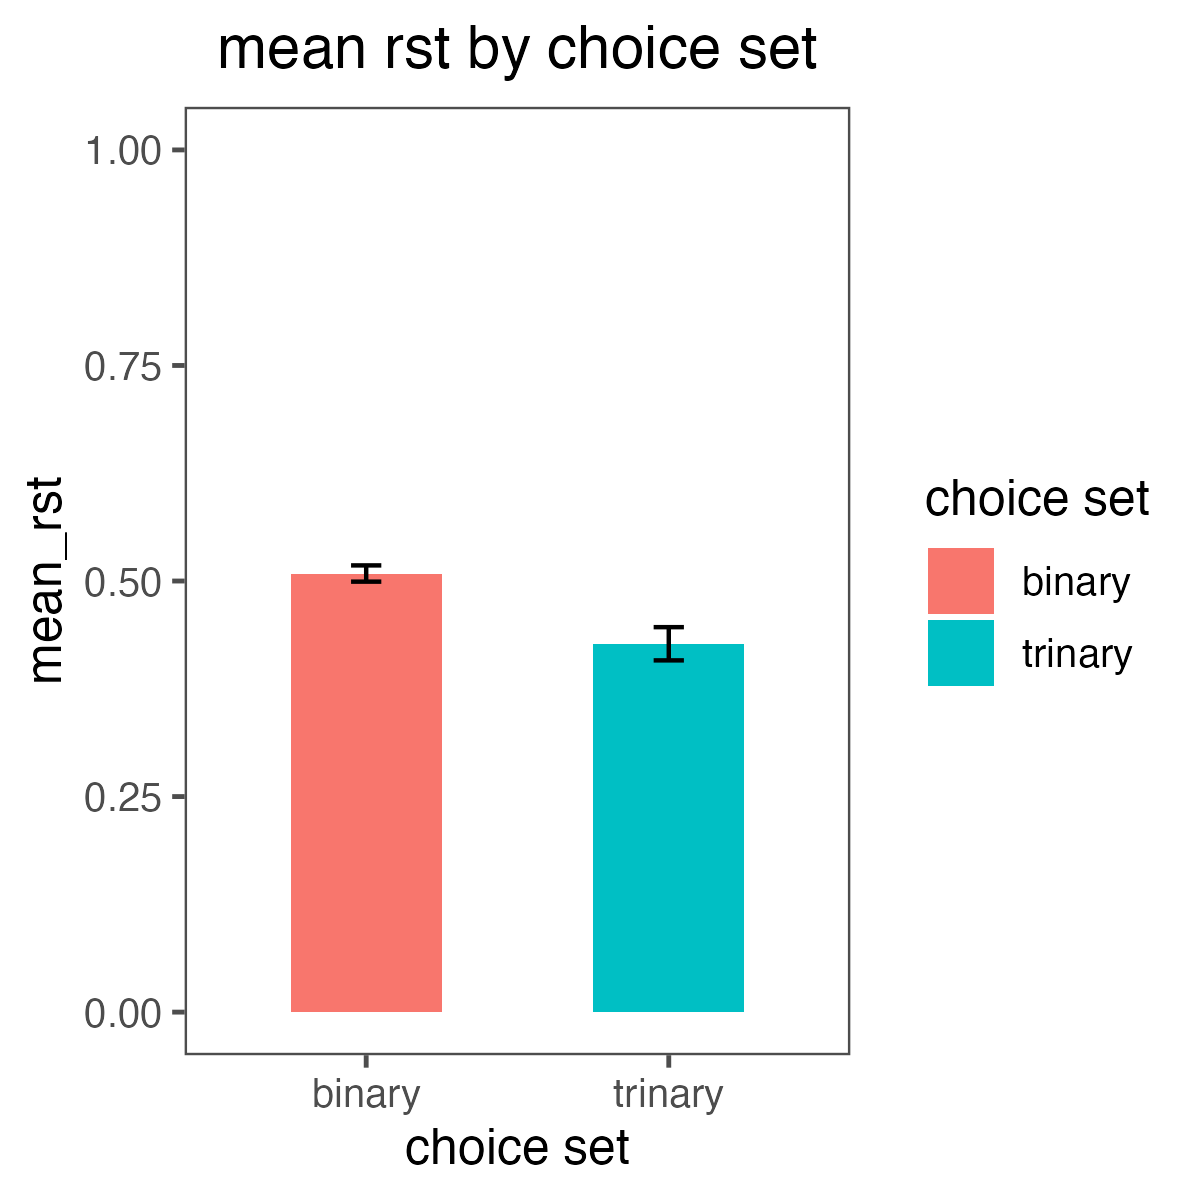 mean rst by choice set
mean_rst
1.00
0.75
0.50
0.25
0.00
binary
trinary
choice set
choice set
binary
trinary